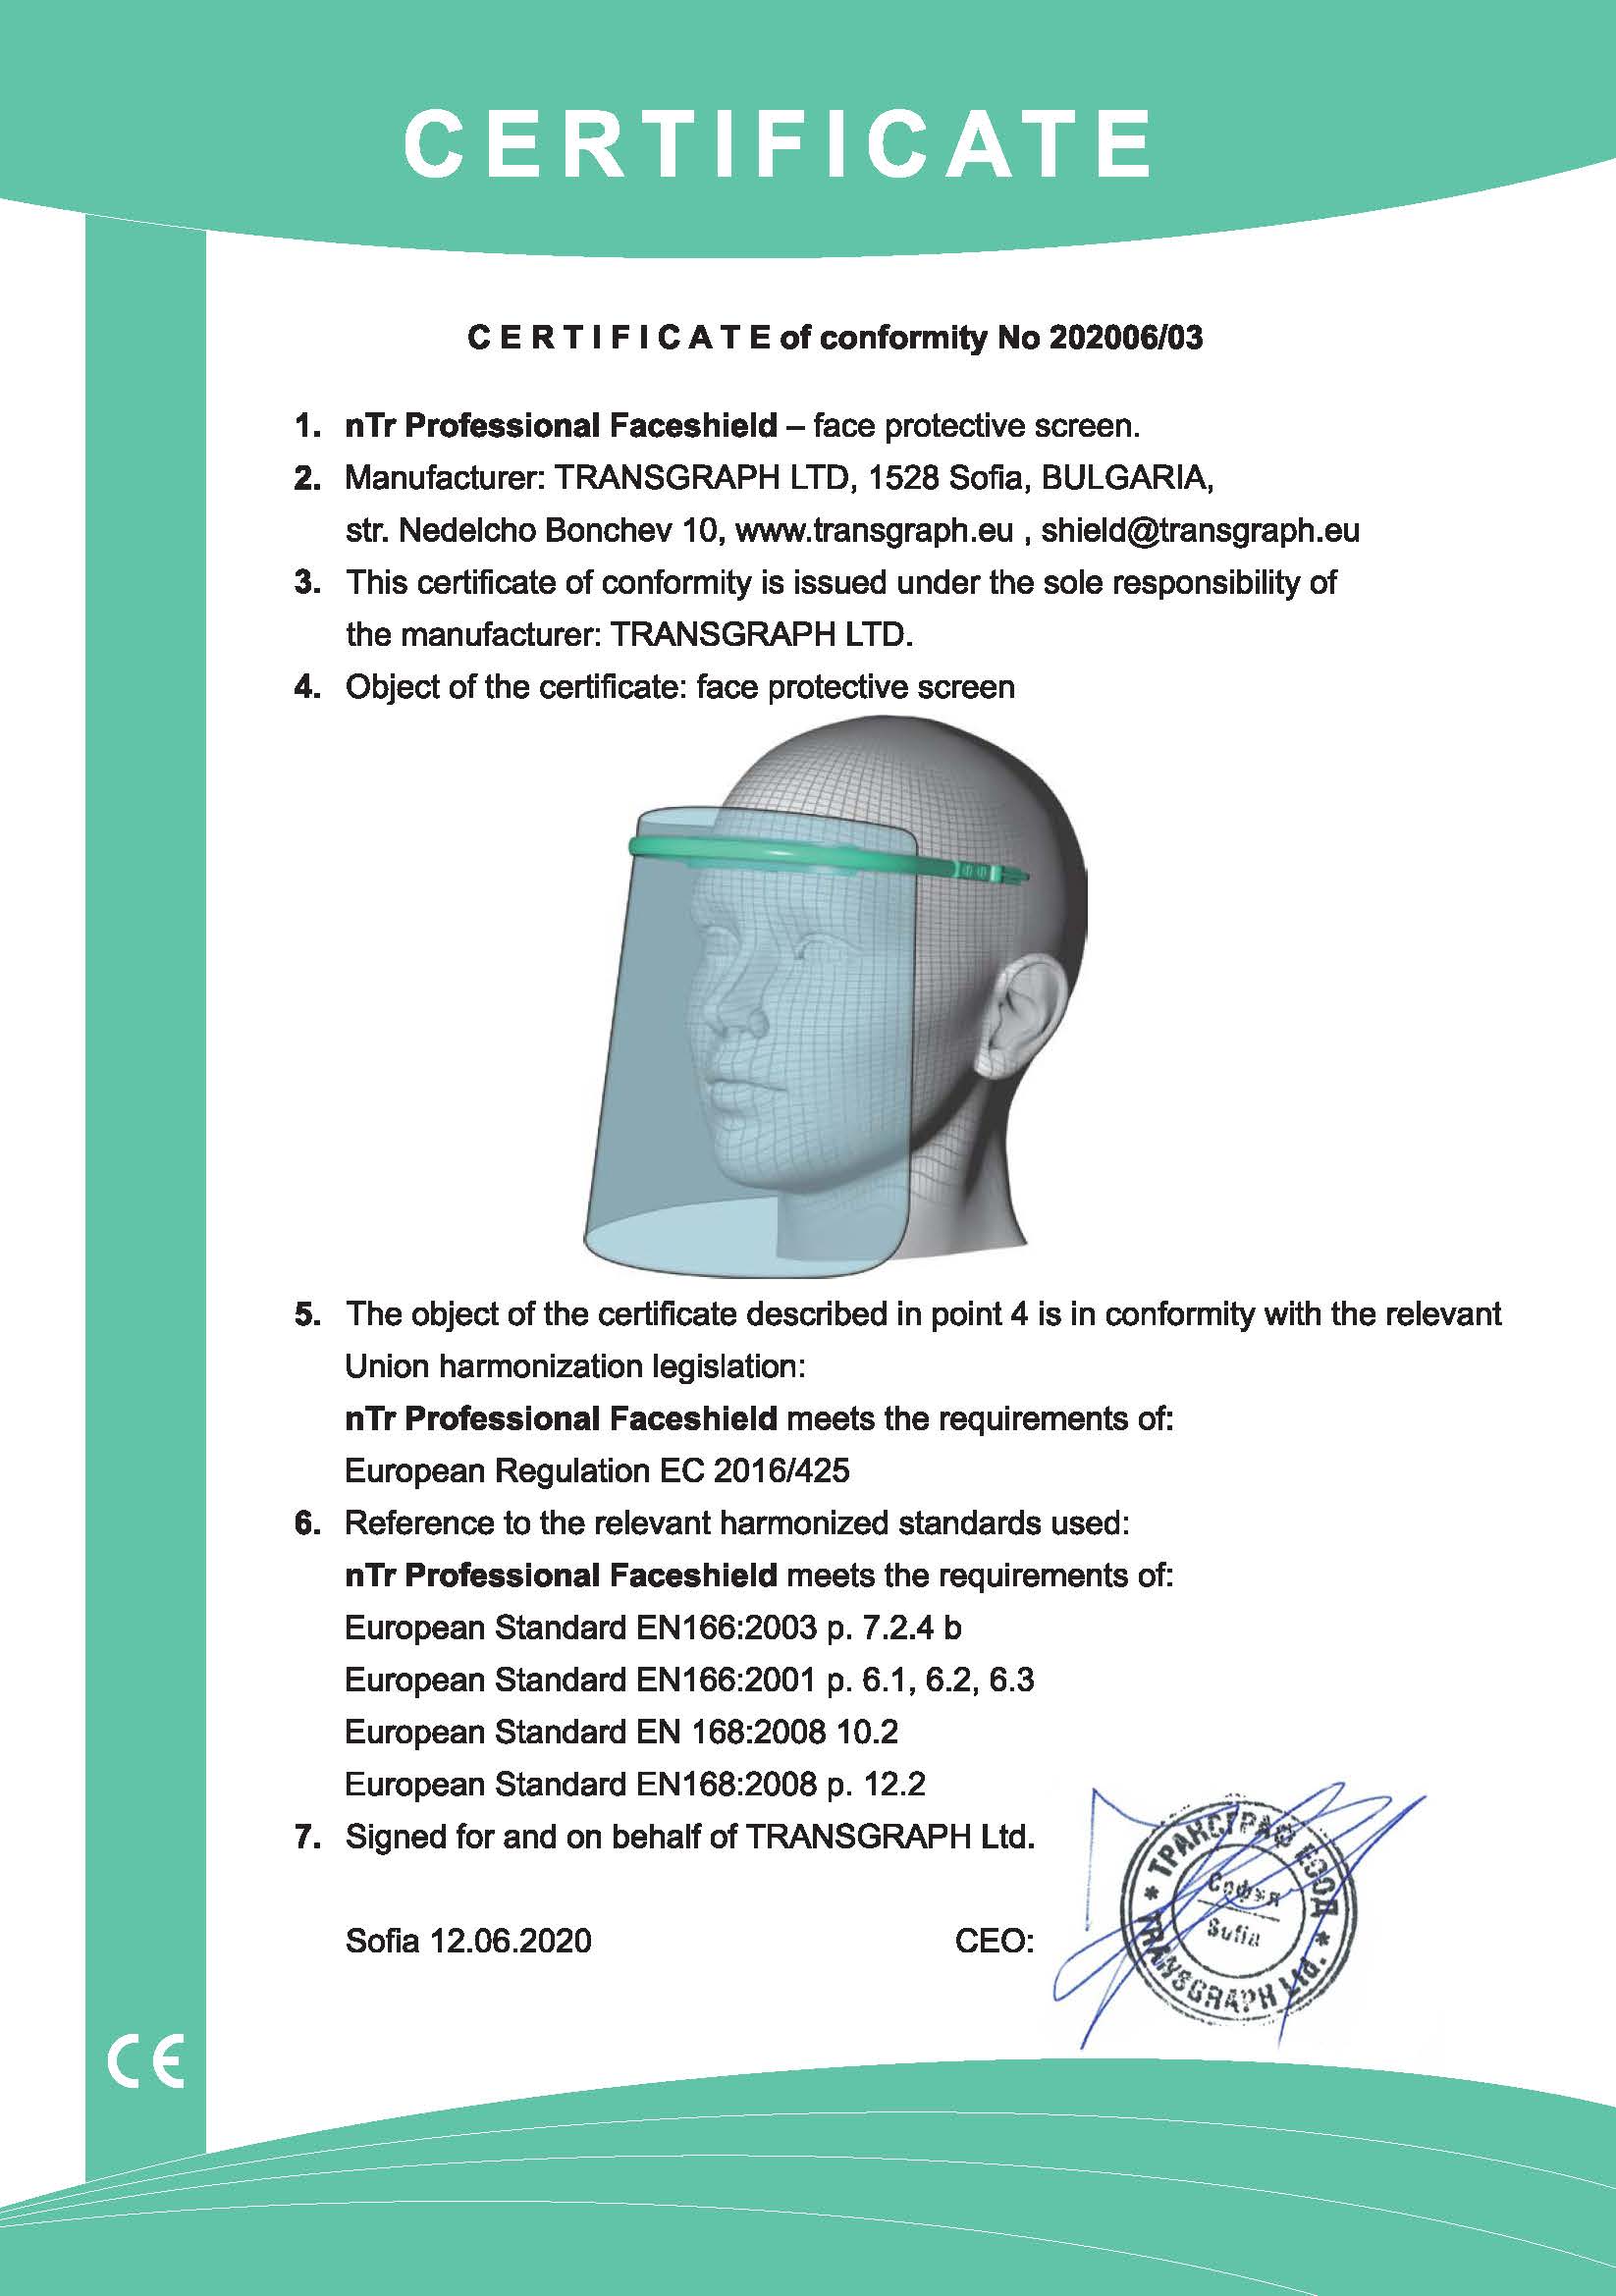 CERTIFICATE
C E R T I F I C A T E of conformity No 202006/03
1. nTr Professional Faceshield – face protective screen.
2. Manufacturer: TRANSGRAPH LTD, 1528 Sofia, BULGARIA,
str. Nedelcho Bonchev 10, www.transgraph.eu , shield@transgraph.eu
3. This certificate of conformity is issued under the sole responsibility of
the manufacturer: TRANSGRAPH LTD.
4. Object of the certificate: face protective screen
5. The object of the certificate described in point 4 is in conformity with the relevant
Union harmonization legislation:
nTr Professional Faceshield meets the requirements of:
European Regulation EC 2016/425
6. Reference to the relevant harmonized standards used:
nTr Professional Faceshield meets the requirements of:
European Standard EN166:2003 p. 7.2.4 b
European Standard EN166:2001 p. 6.1, 6.2, 6.3
European Standard EN 168:2008 10.2
European Standard EN168:2008 p. 12.2
7. Signed for and on behalf of TRANSGRAPH Ltd.
Sofia 12.06.2020 CEO:
* ТРАНСГРАФ ЕООД *
София
Sofia
TRANSGRAPH Ltd.
CE